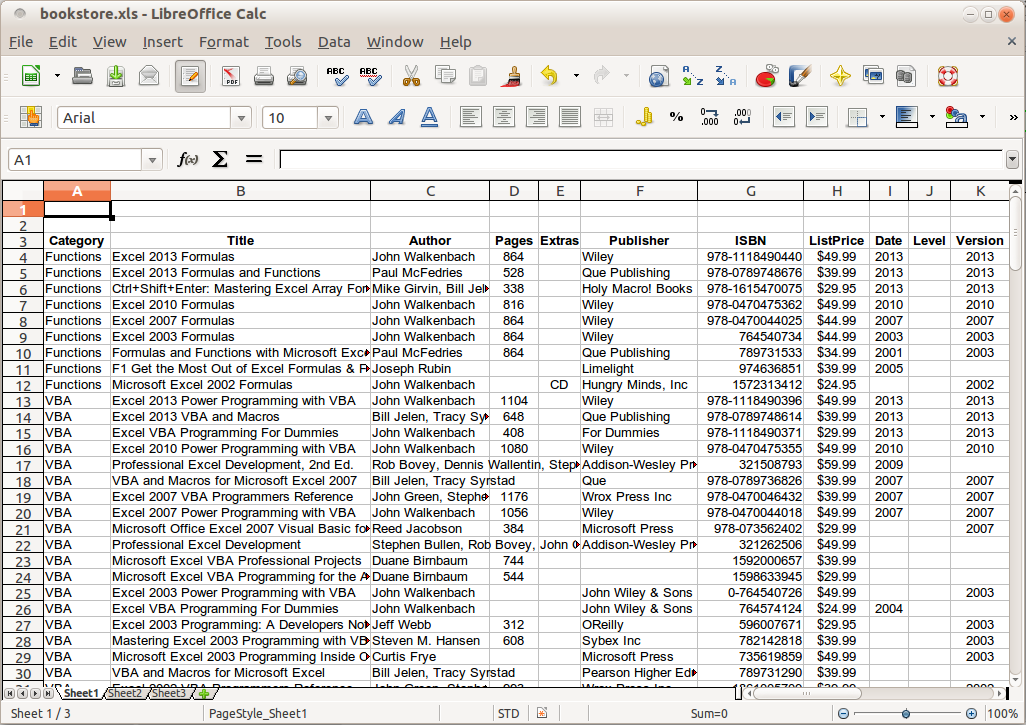 bookstore.xls - LibreOffice Calc
File Edit View Insert Format Tools Data Window Help
PDF ABC ABC A Z Z A
Arial 10 A A A % .000 .000
A1 f(x) Σ =
A B C D E F G H I J K
1
2
3 Category Title Author Pages Extras Publisher ISBN ListPrice Date Level Version
4 Functions Excel 2013 Formulas John Walkenbach 864 Wiley 978-1118490440 $49.99 2013 2013
5 Functions Excel 2013 Formulas and Functions Paul McFedries 528 Que Publishing 978-0789748676 $39.99 2013 2013
6 Functions Ctrl+Shift+Enter: Mastering Excel Array For Mike Girvin, Bill Jel 338 Holy Macro! Books 978-1615470075 $29.95 2013 2013
7 Functions Excel 2010 Formulas John Walkenbach 816 Wiley 978-0470475362 $49.99 2010 2010
8 Functions Excel 2007 Formulas John Walkenbach 864 Wiley 978-0470044025 $44.99 2007 2007
9 Functions Excel 2003 Formulas John Walkenbach 864 Wiley 764540734 $44.99 2003 2003
10 Functions Formulas and Functions with Microsoft Exc Paul McFedries 864 Que Publishing 789731533 $34.99 2001 2003
11 Functions F1 Get the Most Out of Excel Formulas & F Joseph Rubin Limelight 974636851 $39.99 2005
12 Functions Microsoft Excel 2002 Formulas John Walkenbach CD Hungry Minds, Inc 1572313412 $24.95 2002
13 VBA Excel 2013 Power Programming with VBA John Walkenbach 1104 Wiley 978-1118490396 $49.99 2013 2013
14 VBA Excel 2013 VBA and Macros Bill Jelen, Tracy Sy 648 Que Publishing 978-0789748614 $39.99 2013 2013
15 VBA Excel VBA Programming For Dummies John Walkenbach 408 For Dummies 978-1118490371 $29.99 2013 2013
16 VBA Excel 2010 Power Programming with VBA John Walkenbach 1080 Wiley 978-0470475355 $49.99 2010 2010
17 VBA Professional Excel Development, 2nd Ed. Rob Bovey, Dennis Wallentin, Step Addison-Wesley Pr 321508793 $59.99 2009
18 VBA VBA and Macros for Microsoft Excel 2007 Bill Jelen, Tracy Syrstad Que 978-0789736826 $39.99 2007 2007
19 VBA Excel 2007 VBA Programmers Reference John Green, Stephe 1176 Wrox Press Inc 978-0470046432 $39.99 2007 2007
20 VBA Excel 2007 Power Programming with VBA John Walkenbach 1056 Wiley 978-0470044018 $49.99 2007 2007
21 VBA Microsoft Office Excel 2007 Visual Basic fo Reed Jacobson 384 Microsoft Press 978-073562402 $29.99 2007
22 VBA Professional Excel Development Stephen Bullen, Rob Bovey, John Addison-Wesley Pr 321262506 $49.99
23 VBA Microsoft Excel VBA Professional Projects Duane Birnbaum 744 1592000657 $39.99
24 VBA Microsoft Excel VBA Programming for the A Duane Birnbaum 544 1598633945 $29.99
25 VBA Excel 2003 Power Programming with VBA John Walkenbach John Wiley & Sons 0-764540726 $49.99 2003
26 VBA Excel VBA Programming For Dummies John Walkenbach John Wiley & Sons 764574124 $24.99 2004
27 VBA Excel 2003 Programming: A Developers No Jeff Webb 312 OReilly 596007671 $29.95 2003
28 VBA Mastering Excel 2003 Programming with VB Steven M. Hansen 608 Sybex Inc 782142818 $39.99 2003
29 VBA Microsoft Excel 2003 Programming Inside O Curtis Frye Microsoft Press 735619859 $49.99 2003
30 VBA VBA and Macros for Microsoft Excel Bill Jelen, Tracy Syrstad Pearson Higher Ed 789731290 $39.99
Sheet1 Sheet2 Sheet3
Sheet 1 / 3 PageStyle_Sheet1 STD Sum=0 100%